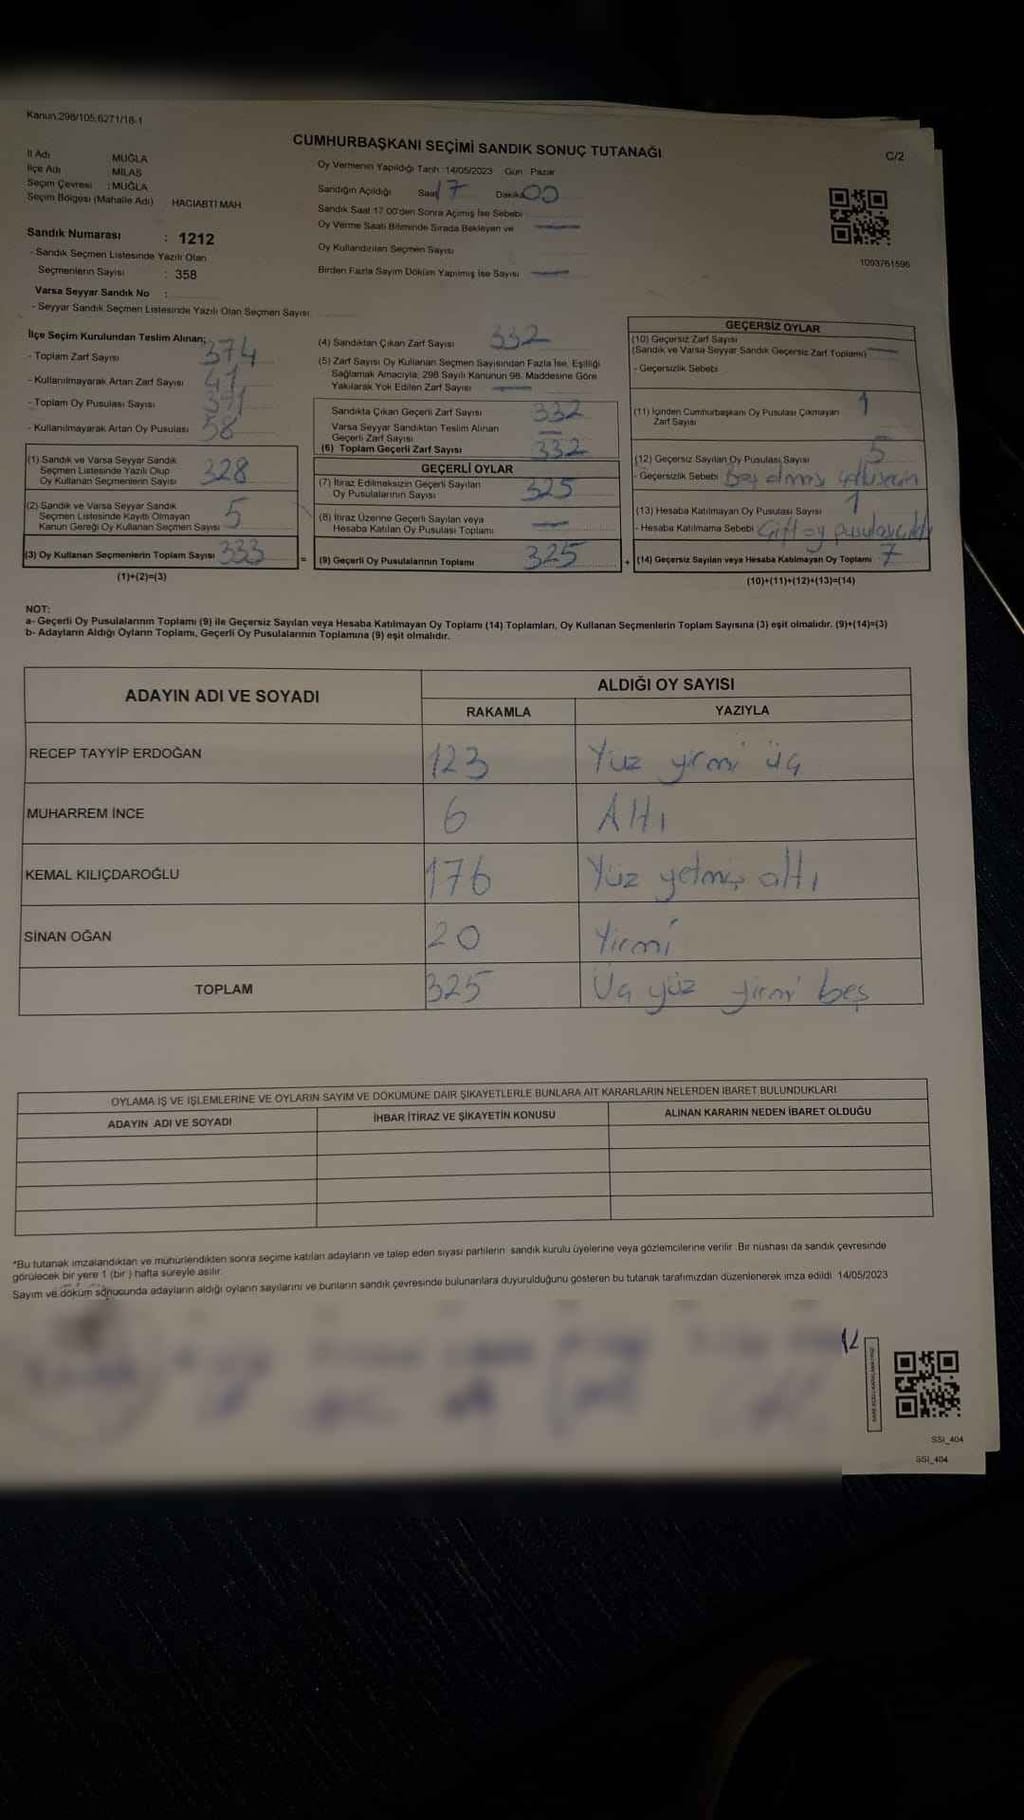 Kanun.298/105,6271/18-1
CUMHURBAŞKANI SEÇİMİ SANDIK SONUÇ TUTANAĞI
C/2
İl Adı MUĞLA
İlçe Adı MİLAS
Seçim Çevresi :MUĞLA
Seçim Bölgesi (Mahalle Adı) HACIABTİ MAH
Sandık Numarası : 1212
- Sandık Seçmen Listesinde Yazılı Olan
Seçmenlerin Sayısı : 358
Varsa Seyyar Sandık No :
- Seyyar Sandık Seçmen Listesinde Yazılı Olan Seçmen Sayısı
Oy Vermenin Yapıldığı Tarih :14/05/2023 Gün Pazar
Sandığın Açıldığı Saat 17 Dakika 00
Sandık Saat 17.00'den Sonra Açılmış İse Sebebi
Oy Verme Saati Bitiminde Sırada Bekleyen ve
Oy Kullandırılan Seçmen Sayısı
Birden Fazla Sayım Döküm Yapılmış İse Sayısı
1093761596
İlçe Seçim Kurulundan Teslim Alınan;
- Toplam Zarf Sayısı 374
- Kullanılmayarak Artan Zarf Sayısı 41
- Toplam Oy Pusulası Sayısı
- Kullanılmayarak Artan Oy Pusulası 58
(1) Sandık ve Varsa Seyyar Sandık
Seçmen Listesinde Yazılı Olup
Oy Kullanan Seçmenlerin Sayısı 328
(2) Sandık ve Varsa Seyyar Sandık
Seçmen Listesinde Kayıtlı Olmayan
Kanun Gereği Oy Kullanan Seçmen Sayısı 5
(3) Oy Kullanan Seçmenlerin Toplam Sayısı 333
(1)+(2)=(3)
(4) Sandıktan Çıkan Zarf Sayısı 332
(5) Zarf Sayısı Oy Kullanan Seçmen Sayısından Fazla İse, Eşitliği
Sağlamak Amacıyla, 298 Sayılı Kanunun 98. Maddesine Göre
Yakılarak Yok Edilen Zarf Sayısı
Sandıkta Çıkan Geçerli Zarf Sayısı 332
Varsa Seyyar Sandıktan Teslim Alınan
Geçerli Zarf Sayısı
(6) Toplam Geçerli Zarf Sayısı 332
GEÇERLİ OYLAR
(7) İtiraz Edilmeksizin Geçerli Sayılan
Oy Pusulalarının Sayısı 325
(8) İtiraz Üzerine Geçerli Sayılan veya
Hesaba Katılan Oy Pusulası Toplamı
= (9) Geçerli Oy Pusulalarının Toplamı 325
GEÇERSİZ OYLAR
(10) Geçersiz Zarf Sayısı
(Sandık ve Varsa Seyyar Sandık Geçersiz Zarf Toplamı)
- Geçersizlik Sebebi
(11) İçinden Cumhurbaşkanı Oy Pusulası Çıkmayan 1
Zarf Sayısı
(12) Geçersiz Sayılan Oy Pusulası Sayısı 5
- Geçersizlik Sebebi
(13) Hesaba Katılmayan Oy Pusulası Sayısı 1
- Hesaba Katılmama Sebebi Çift oy pusulası
+ (14) Geçersiz Sayılan veya Hesaba Katılmayan Oy Toplamı 7
(10)+(11)+(12)+(13)=(14)
NOT:
a- Geçerli Oy Pusulalarının Toplamı (9) ile Geçersiz Sayılan veya Hesaba Katılmayan Oy Toplamı (14) Toplamları, Oy Kullanan Seçmenlerin Toplam Sayısına (3) eşit olmalıdır. (9)+(14)=(3)
b- Adayların Aldığı Oyların Toplamı, Geçerli Oy Pusulalarının Toplamına (9) eşit olmalıdır.
ADAYIN ADI VE SOYADI
ALDIĞI OY SAYISI
RAKAMLA YAZIYLA
RECEP TAYYİP ERDOĞAN 123 Yüz yirmi üç
MUHARREM İNCE 6 Altı
KEMAL KILIÇDAROĞLU 176 Yüz yetmiş altı
SİNAN OĞAN 20 Yirmi
TOPLAM 325 Üç yüz yirmi beş
OYLAMA İŞ VE İŞLEMLERİNE VE OYLARIN SAYIM VE DÖKÜMÜNE DAİR ŞİKAYETLERLE BUNLARA AİT KARARLARIN NELERDEN İBARET BULUNDUKLARI
ADAYIN ADI VE SOYADI İHBAR İTİRAZ VE ŞİKAYETİN KONUSU ALINAN KARARIN NEDEN İBARET OLDUĞU
*Bu tutanak imzalandıktan ve mühürlendikten sonra seçime katılan adayların ve talep eden siyasi partilerin sandık kurulu üyelerine veya gözlemcilerine verilir. Bir nüshası da sandık çevresinde
görülecek bir yere 1 (bir ) hafta süreyle asılır.
Sayım ve döküm sonucunda adayların aldığı oyların sayılarını ve bunların sandık çevresinde bulunanlara duyurulduğunu gösteren bu tutanak tarafımızdan düzenlenerek imza edildi. 14/05/2023
SSI_404
SSI_404